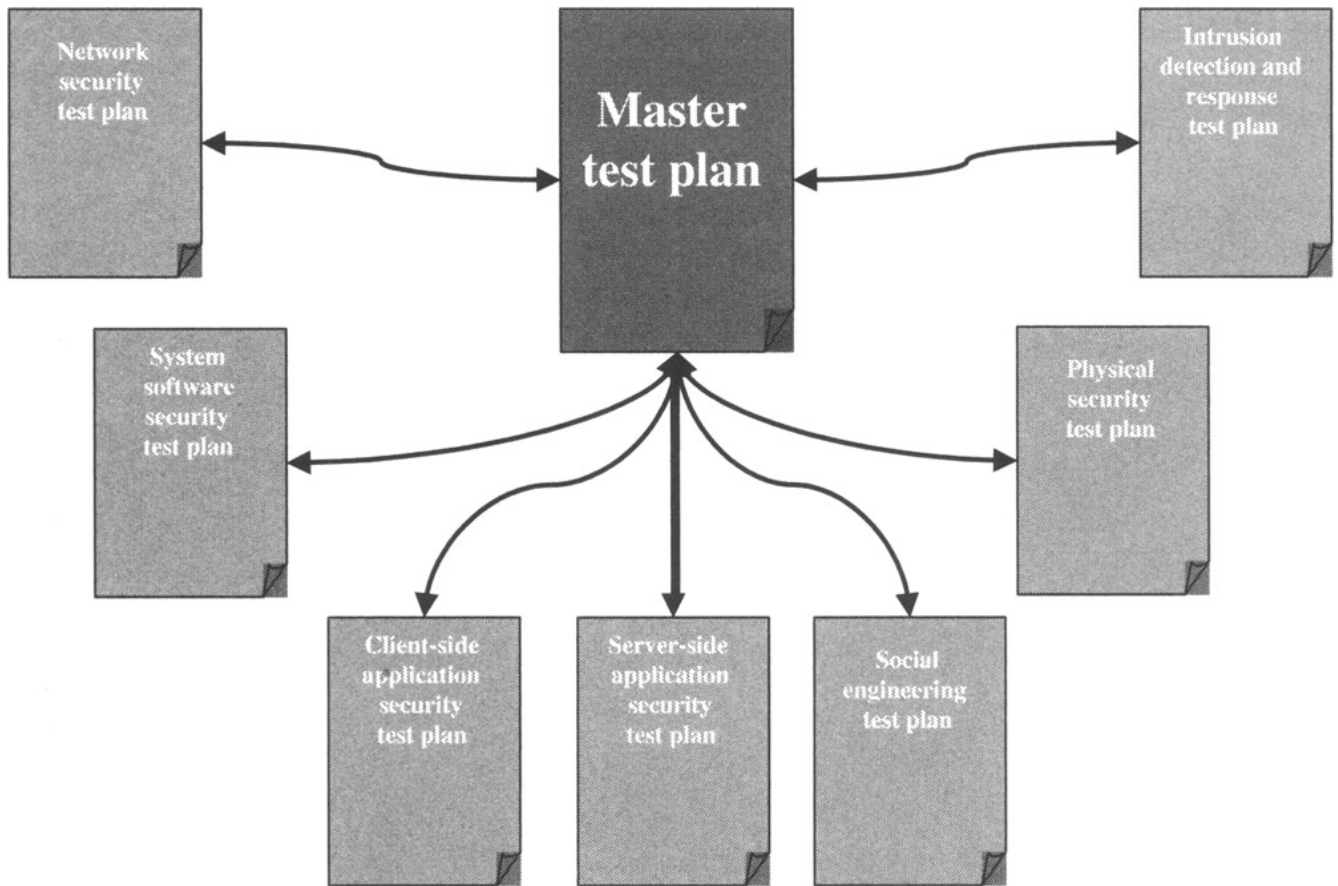 Network
security
test plan
Master
test plan
Intrusion
detection and
response
test plan
System
software
security
test plan
Physical
security
test plan
Client-side
application
security
test plan
Server-side
application
security
test plan
Social
engineering
test plan